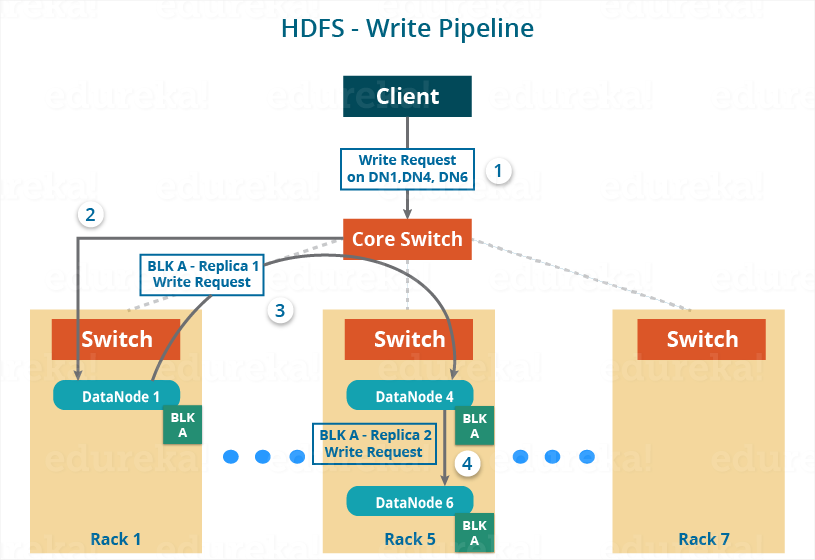 HDFS - Write Pipeline
Client
Write Request
on DN1,DN4, DN6
1
2
Core Switch
BLK A - Replica 1
Write Request
3
Switch
Switch
Switch
DataNode 1
BLK
A
DataNode 4
BLK
A
BLK A - Replica 2
Write Request
4
DataNode 6
BLK
A
Rack 1
Rack 5
Rack 7
edureka!